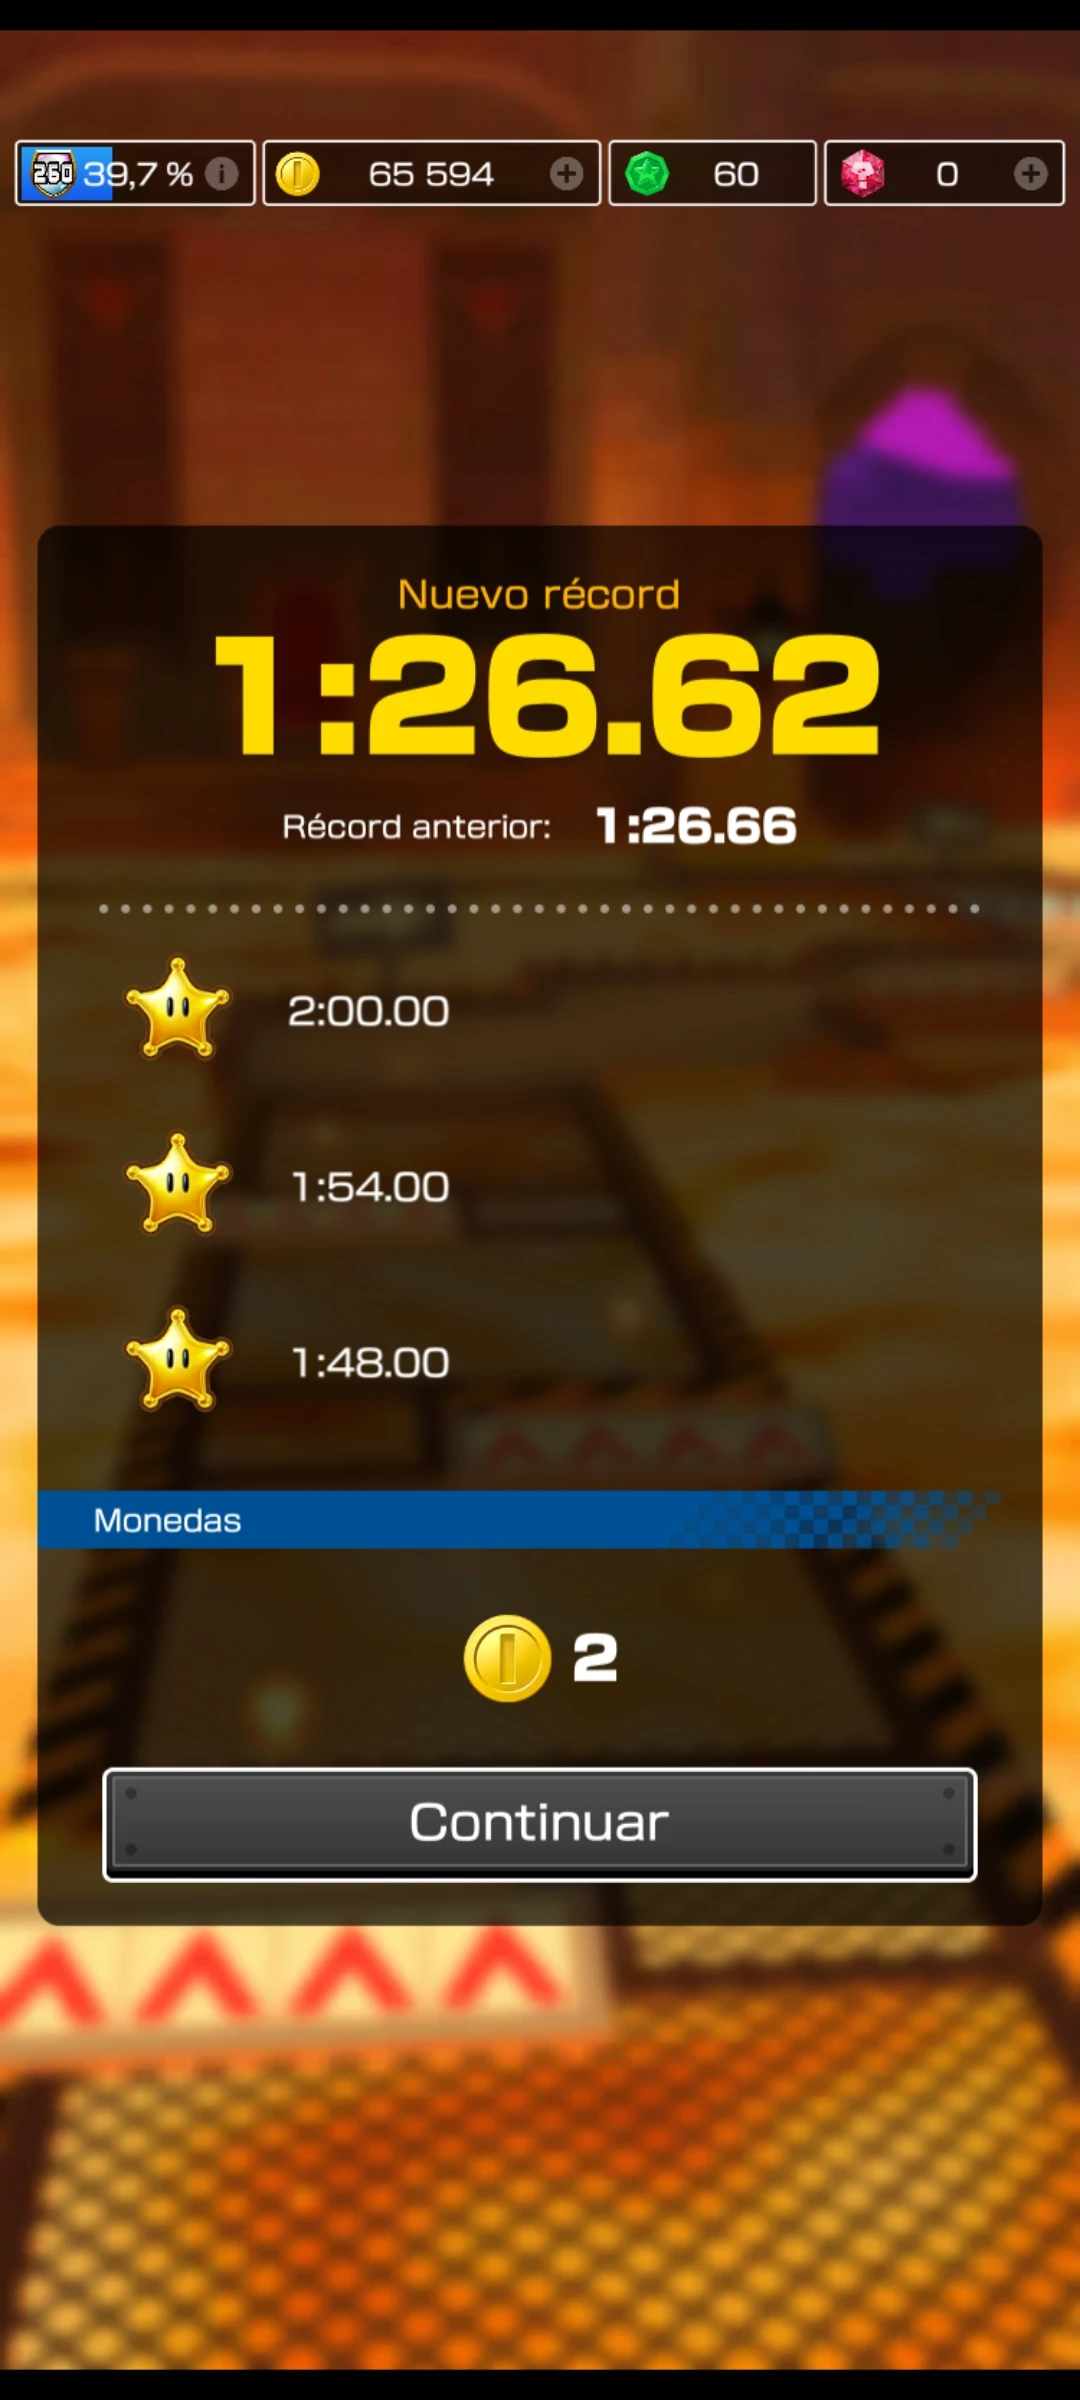 260 39,7 % i 65 594 + 60 ? 0 +
Nuevo récord
1:26.62
Récord anterior: 1:26.66
2:00.00
1:54.00
1:48.00
Monedas
2
Continuar